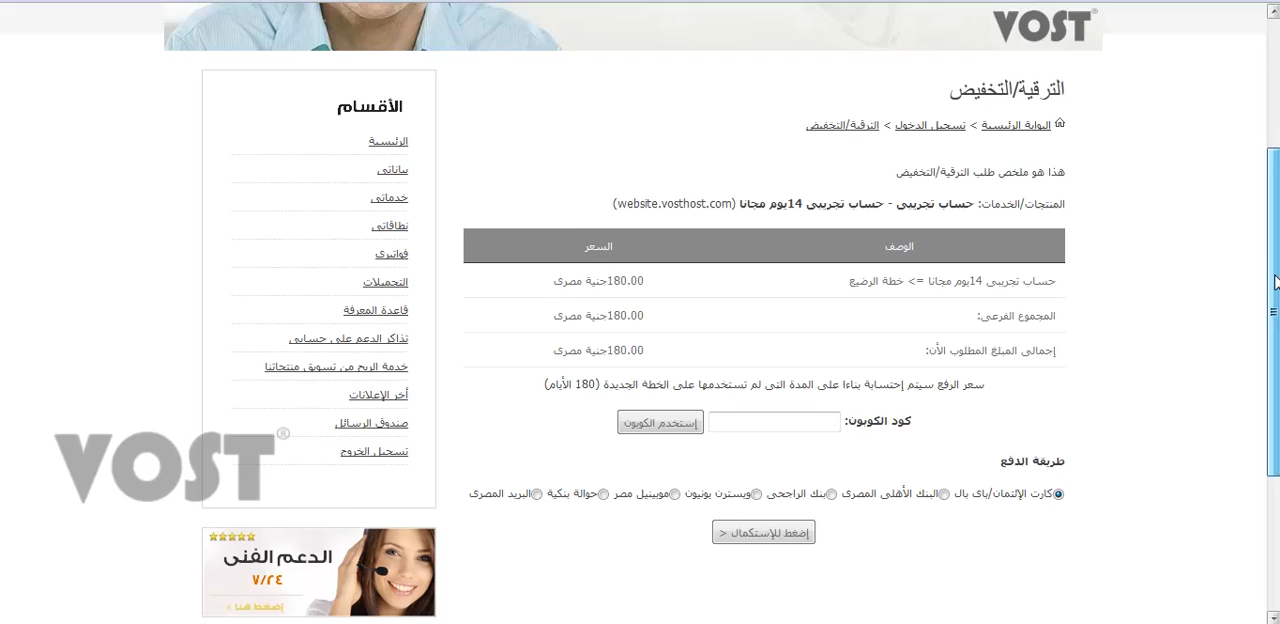 VOST®
الترقية/التخفيض
البوابة الرئيسية > تسجيل الدخول > الترقية/التخفيض
هذا هو ملخص طلب الترقية/التخفيض
المنتجات/الخدمات: حساب تجريبى - حساب تجريبى 14يوم مجانا (website.vosthost.com)
الوصف السعر
حساب تجريبى 14يوم مجانا => خطة الرضيع 180.00جنية مصرى
المجموع الفرعى: 180.00جنية مصرى
إجمالى المبلغ المطلوب الأن: 180.00جنية مصرى
سعر الرفع سيتم إحتسابة بناءا على المدة التى لم تستخدمها على الخطة الجديدة (180 الأيام)
كود الكوبون: إستخدم الكوبون
طريقة الدفع
كارت الإئتمان/باى بال البنك الأهلى المصرى بنك الراجحى ويسترن يونيون موبينيل مصر حوالة بنكية البريد المصرى
إضغط للإستكمال >
الأقسام
الرئيسية
بياناتى
خدماتى
نطاقاتى
فواتيرى
التحميلات
قاعدة المعرفة
تذاكر الدعم على حسابى
خدمة الربح من تسويق منتجاتنا
أخر الإعلانات
صندوق الرسائل
تسجيل الخروج
VOST®
الدعم الفنى
٧/٢٤
إضغط هنا »